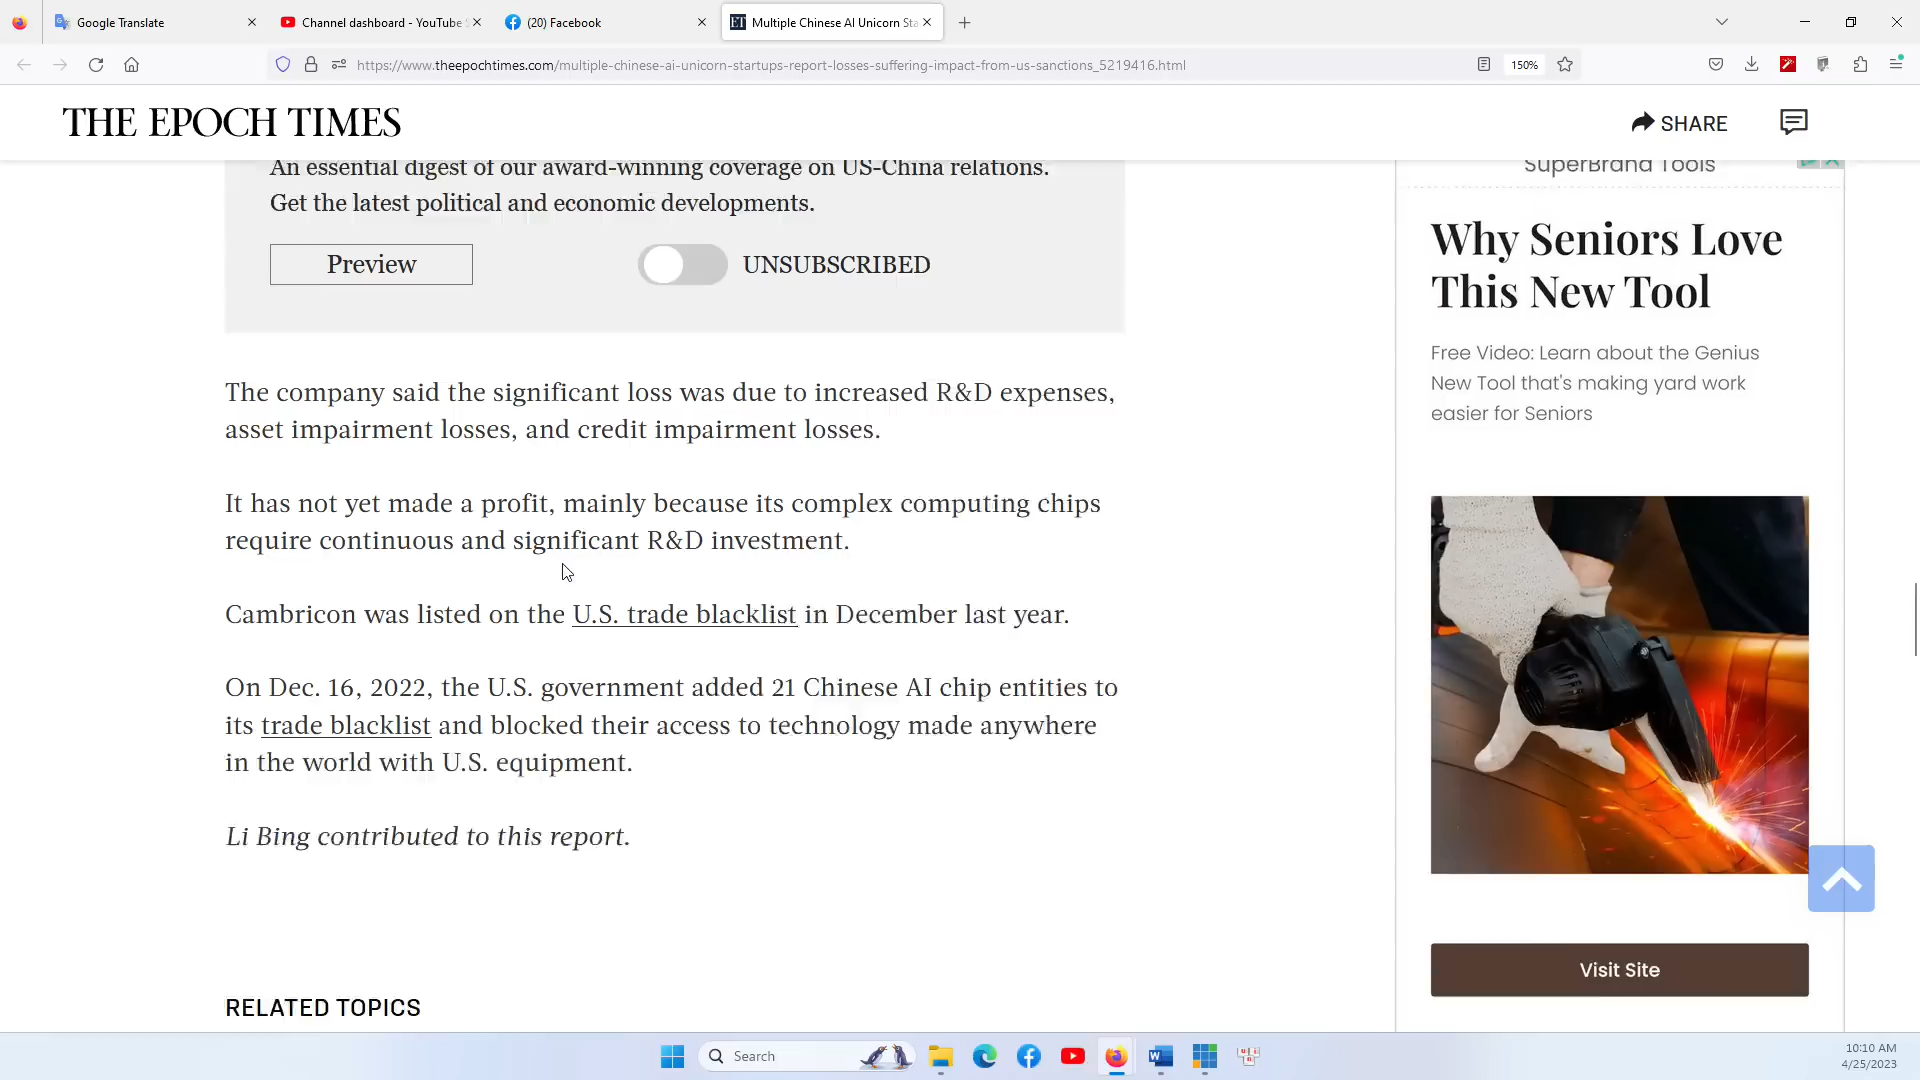 Google Translate
Channel dashboard - YouTube S
(20) Facebook
Multiple Chinese AI Unicorn Sta
https://www.theepochtimes.com/multiple-chinese-ai-unicorn-startups-report-losses-suffering-impact-from-us-sanctions_5219416.html
150%
THE EPOCH TIMES
SHARE
An essential digest of our award-winning coverage on US-China relations.
Get the latest political and economic developments.
Preview
UNSUBSCRIBED
The company said the significant loss was due to increased R&D expenses,
asset impairment losses, and credit impairment losses.
It has not yet made a profit, mainly because its complex computing chips
require continuous and significant R&D investment.
Cambricon was listed on the U.S. trade blacklist in December last year.
On Dec. 16, 2022, the U.S. government added 21 Chinese AI chip entities to
its trade blacklist and blocked their access to technology made anywhere
in the world with U.S. equipment.
Li Bing contributed to this report.
RELATED TOPICS
SuperBrand Tools
Why Seniors Love
This New Tool
Free Video: Learn about the Genius
New Tool that's making yard work
easier for Seniors
Visit Site
Search
10:10 AM
4/25/2023